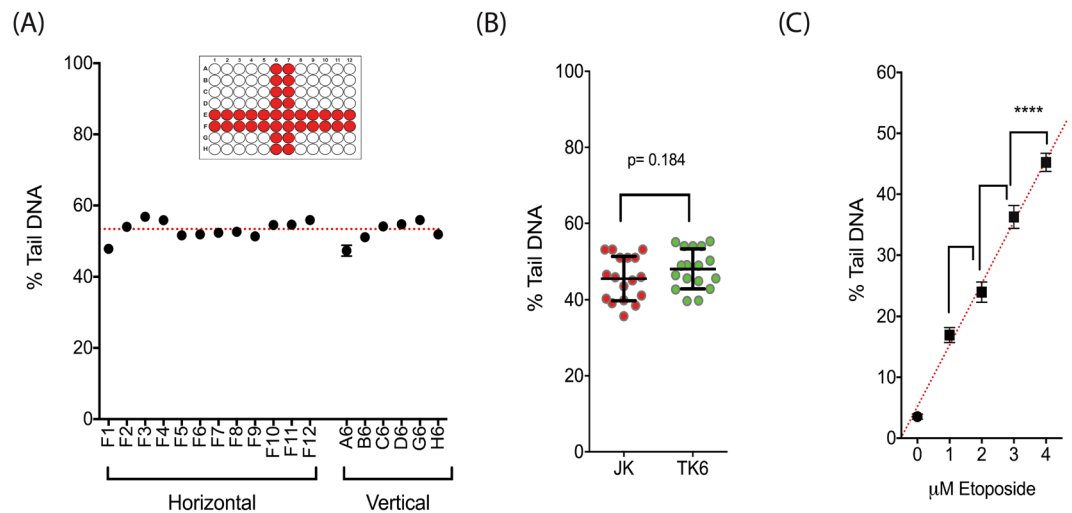 (A)
% Tail DNA
100
80
60
40
20
0
1 2 3 4 5 6 7 8 9 10 11 12
A
B
C
D
E
F
G
H
F1 F2 F3 F4 F5 F6 F7 F8 F9 F10 F11 F12 A6 B6 C6 D6 G6 H6
Horizontal Vertical
(B)
% Tail DNA
100
80
60
40
20
0
p= 0.184
JK TK6
(C)
% Tail DNA
60
50
40
30
20
10
0
****
0 1 2 3 4
μM Etoposide